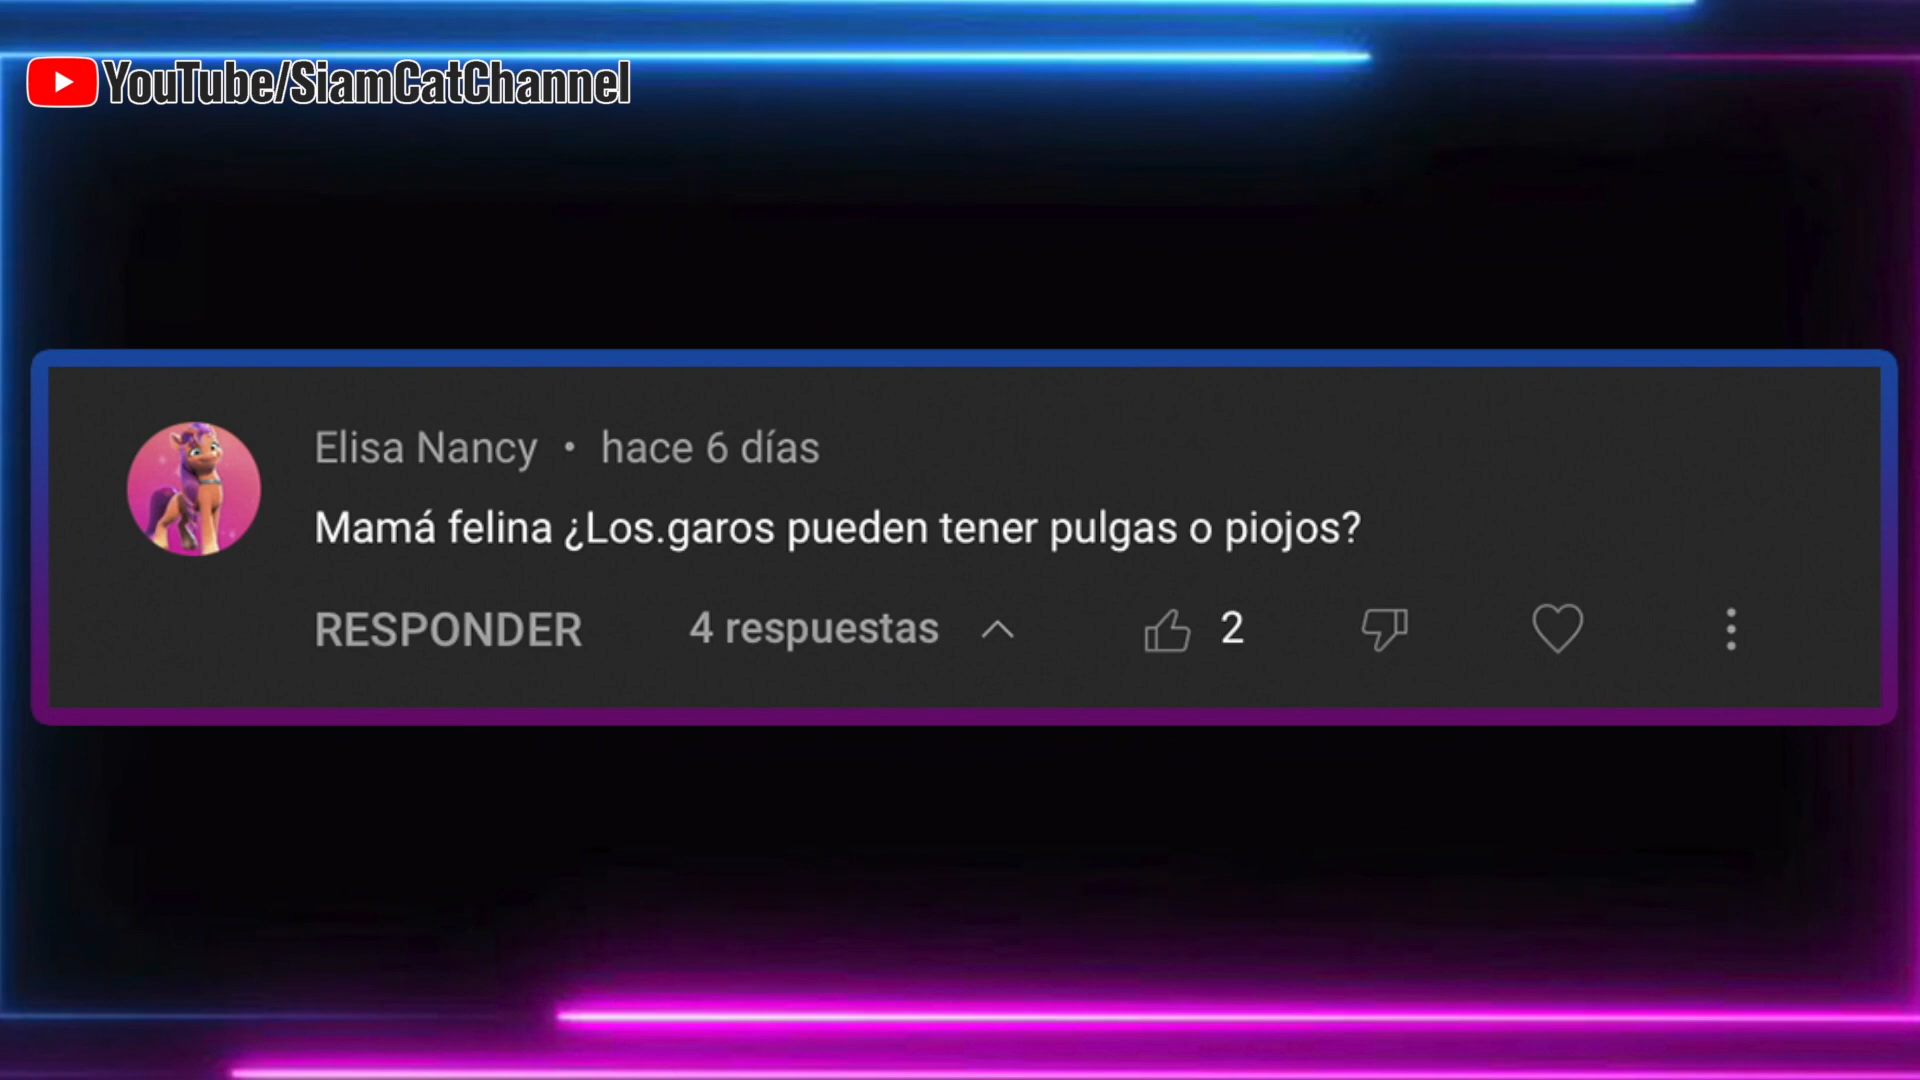 YouTube/SiamCatChannel
Elisa Nancy • hace 6 días
Mamá felina ¿Los.garos pueden tener pulgas o piojos?
RESPONDER 4 respuestas 2